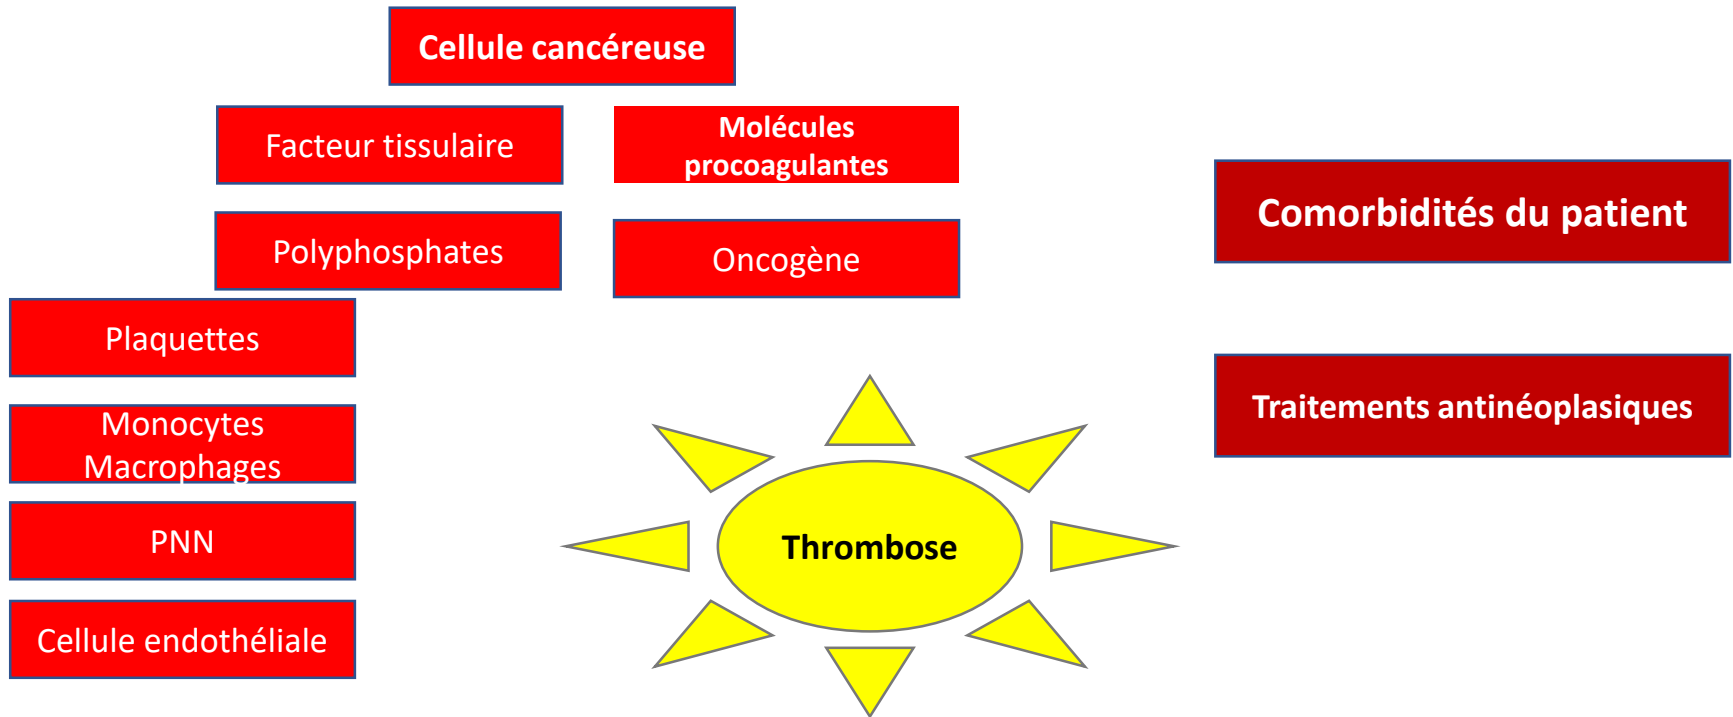 Cellule cancéreuse
Facteur tissulaire
Molécules
procoagulantes
Polyphosphates
Oncogène
Plaquettes
Monocytes
Macrophages
PNN
Cellule endothéliale
Thrombose
Comorbidités du patient
Traitements antinéoplasiques